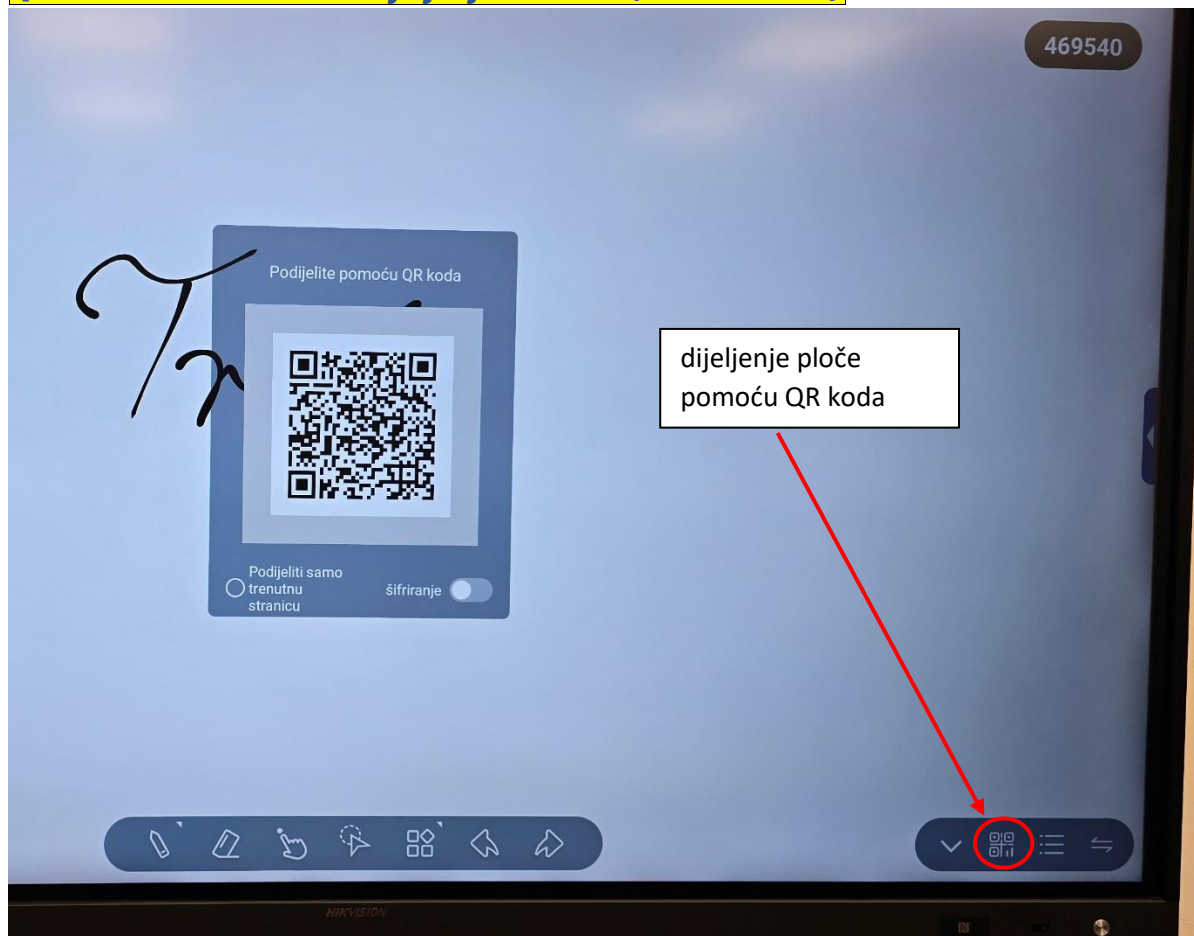 469540
Podijelite pomoću QR koda
dijeljenje ploče
pomoću QR koda
Podijeliti samo
trenutnu
stranicu
šifriranje
HIKVISION